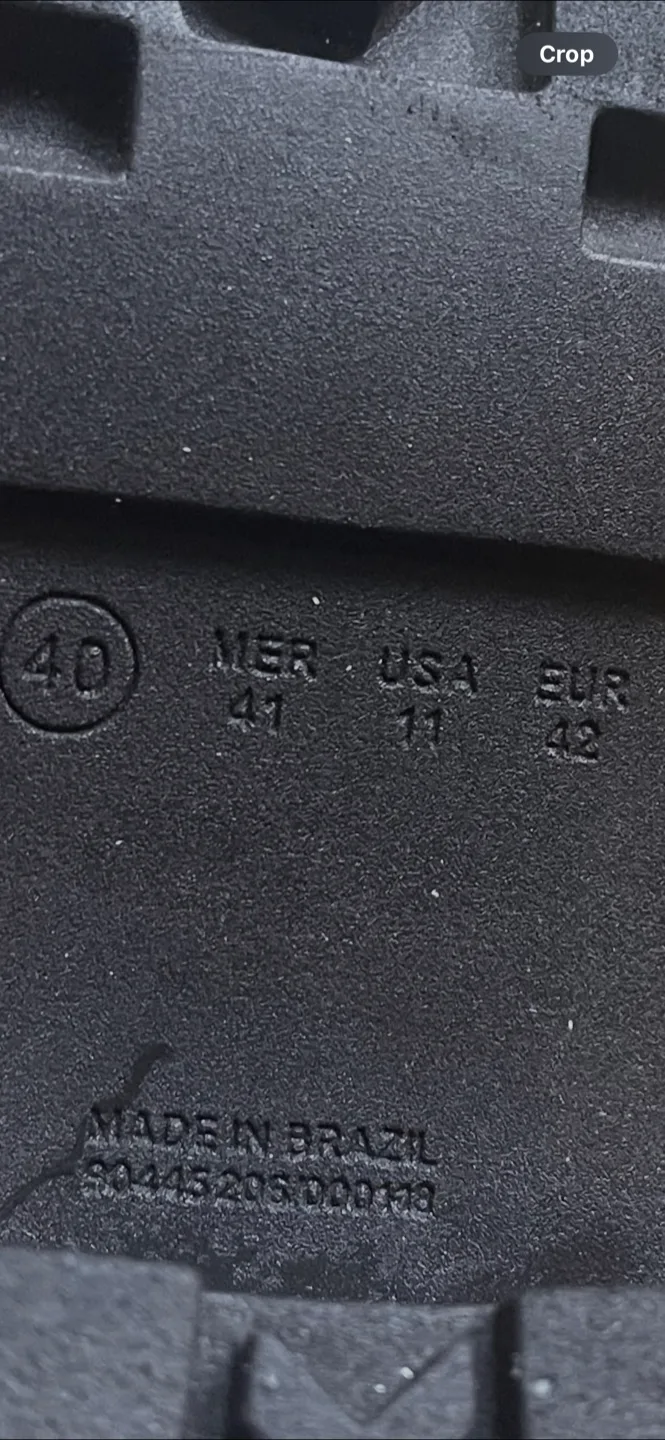 Crop
40 MER USA EUR
41 11 42
MADE IN BRAZIL